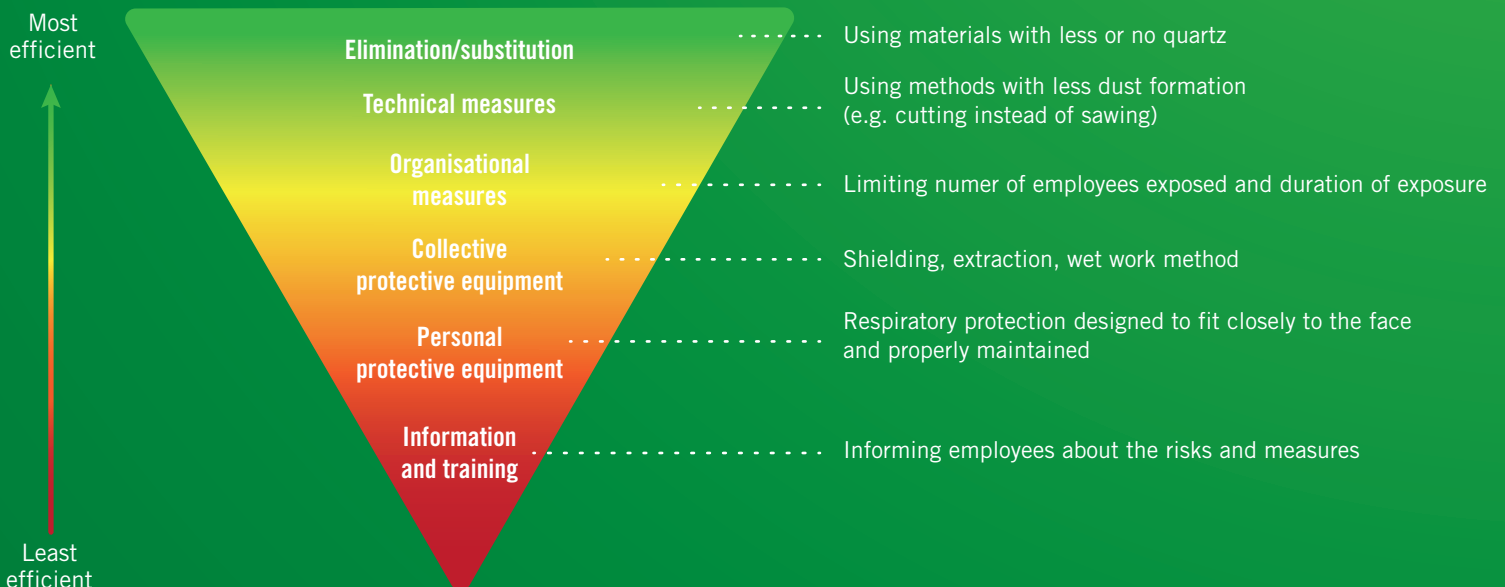 Most
efficient
Elimination/substitution
Using materials with less or no quartz
Technical measures
Using methods with less dust formation
(e.g. cutting instead of sawing)
Organisational
measures
Limiting numer of employees exposed and duration of exposure
Collective
protective equipment
Shielding, extraction, wet work method
Personal
protective equipment
Respiratory protection designed to fit closely to the face
and properly maintained
Information
and training
Informing employees about the risks and measures
Least
efficient